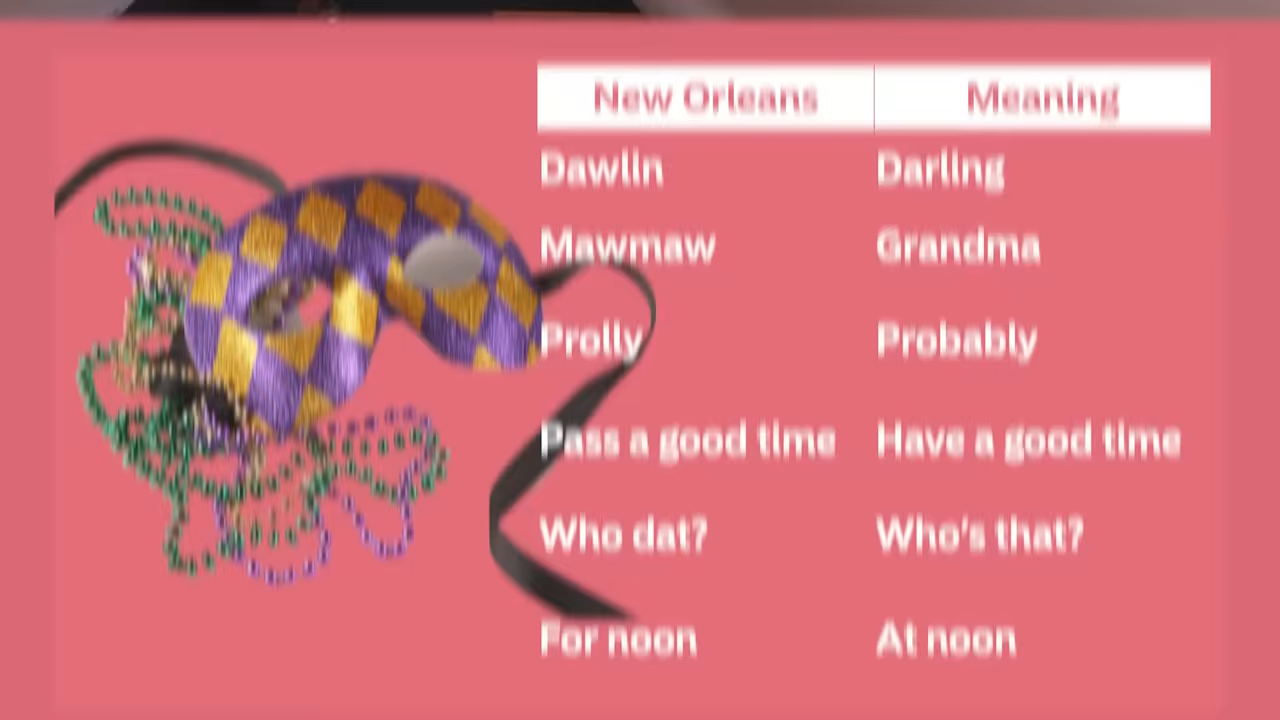 New Orleans Meaning
Dawlin Darling
Mawmaw Grandma
Prolly Probably
Pass a good time Have a good time
Who dat? Who's that?
For noon At noon